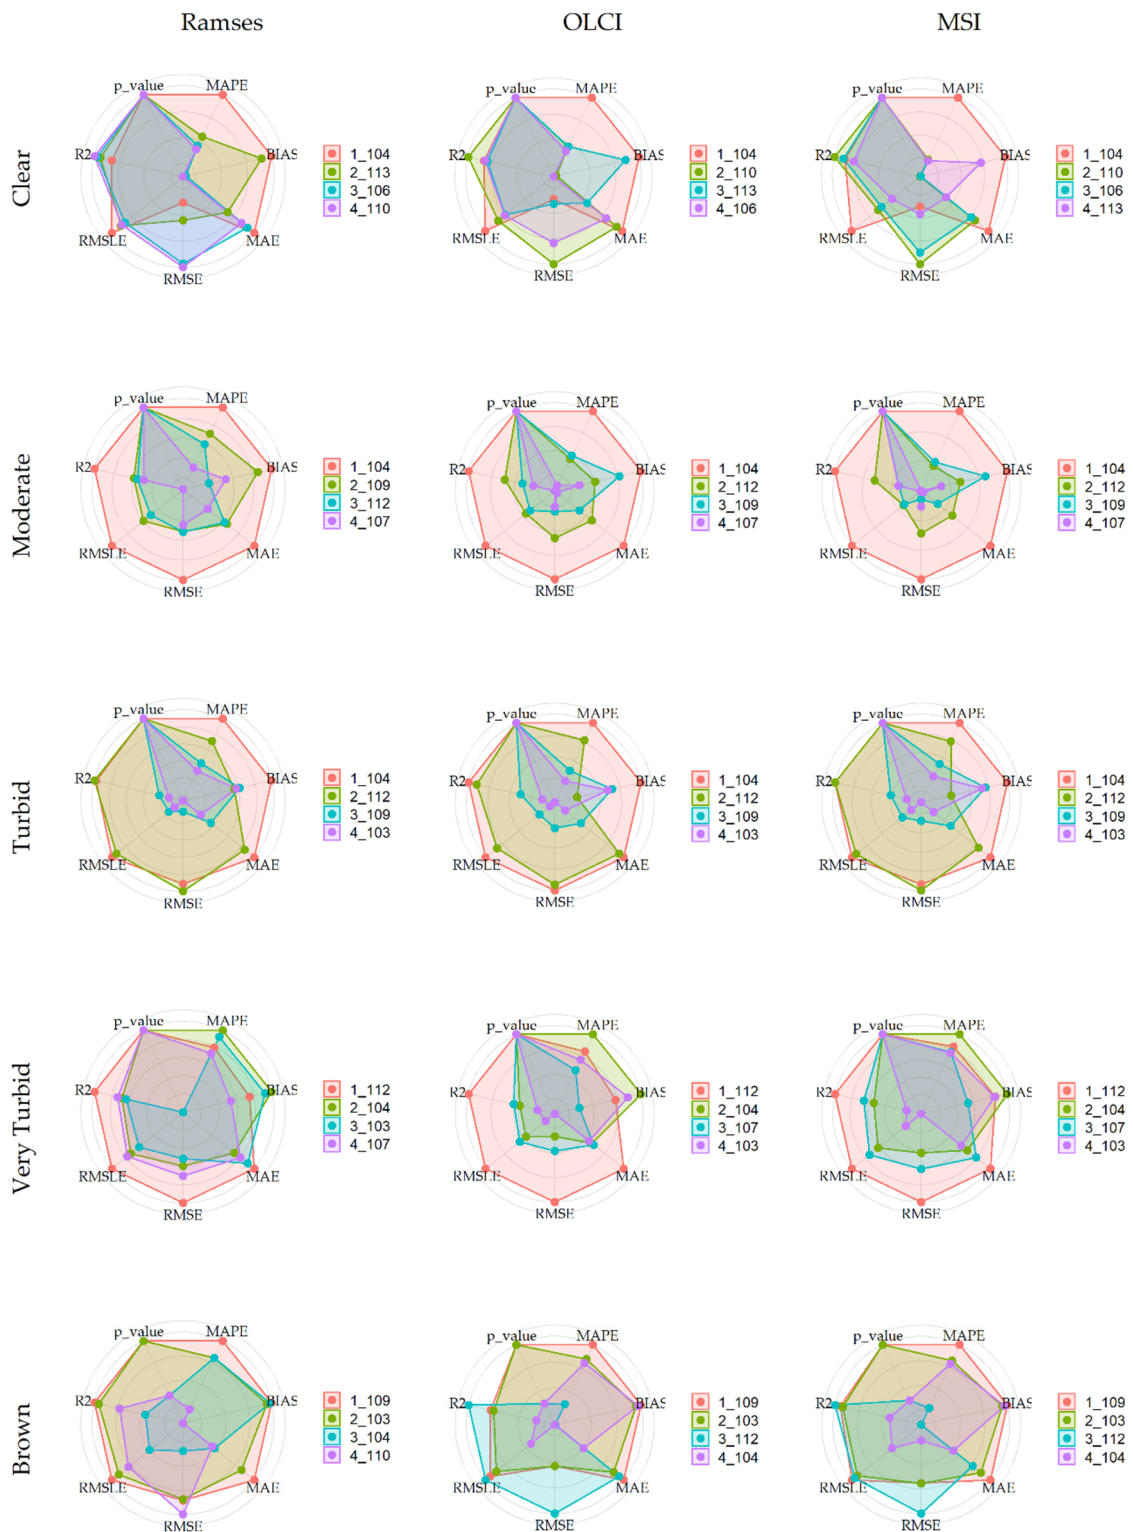 Ramses OLCI MSI
Clear
p_value MAPE p_value MAPE p_value MAPE
R2 BIAS R2 BIAS R2 BIAS
RMSLE MAE RMSLE MAE RMSLE MAE
RMSE RMSE RMSE
1_104 1_104 1_104
2_113 2_110 2_110
3_106 3_113 3_106
4_110 4_106 4_113
Moderate
p_value MAPE p_value MAPE p_value MAPE
R2 BIAS R2 BIAS R2 BIAS
RMSLE MAE RMSLE MAE RMSLE MAE
RMSE RMSE RMSE
1_104 1_104 1_104
2_109 2_112 2_112
3_112 3_109 3_109
4_107 4_107 4_107
Turbid
p_value MAPE p_value MAPE p_value MAPE
R2 BIAS R2 BIAS R2 BIAS
RMSLE MAE RMSLE MAE RMSLE MAE
RMSE RMSE RMSE
1_104 1_104 1_104
2_112 2_112 2_112
3_109 3_109 3_109
4_103 4_103 4_103
Very Turbid
p_value MAPE p_value MAPE p_value MAPE
R2 BIAS R2 BIAS R2 BIAS
RMSLE MAE RMSLE MAE RMSLE MAE
RMSE RMSE RMSE
1_112 1_112 1_112
2_104 2_104 2_104
3_103 3_107 3_107
4_107 4_103 4_103
Brown
p_value MAPE p_value MAPE p_value MAPE
R2 BIAS R2 BIAS R2 BIAS
RMSLE MAE RMSLE MAE RMSLE MAE
RMSE RMSE RMSE
1_109 1_109 1_109
2_103 2_103 2_103
3_104 3_112 3_112
4_110 4_104 4_104